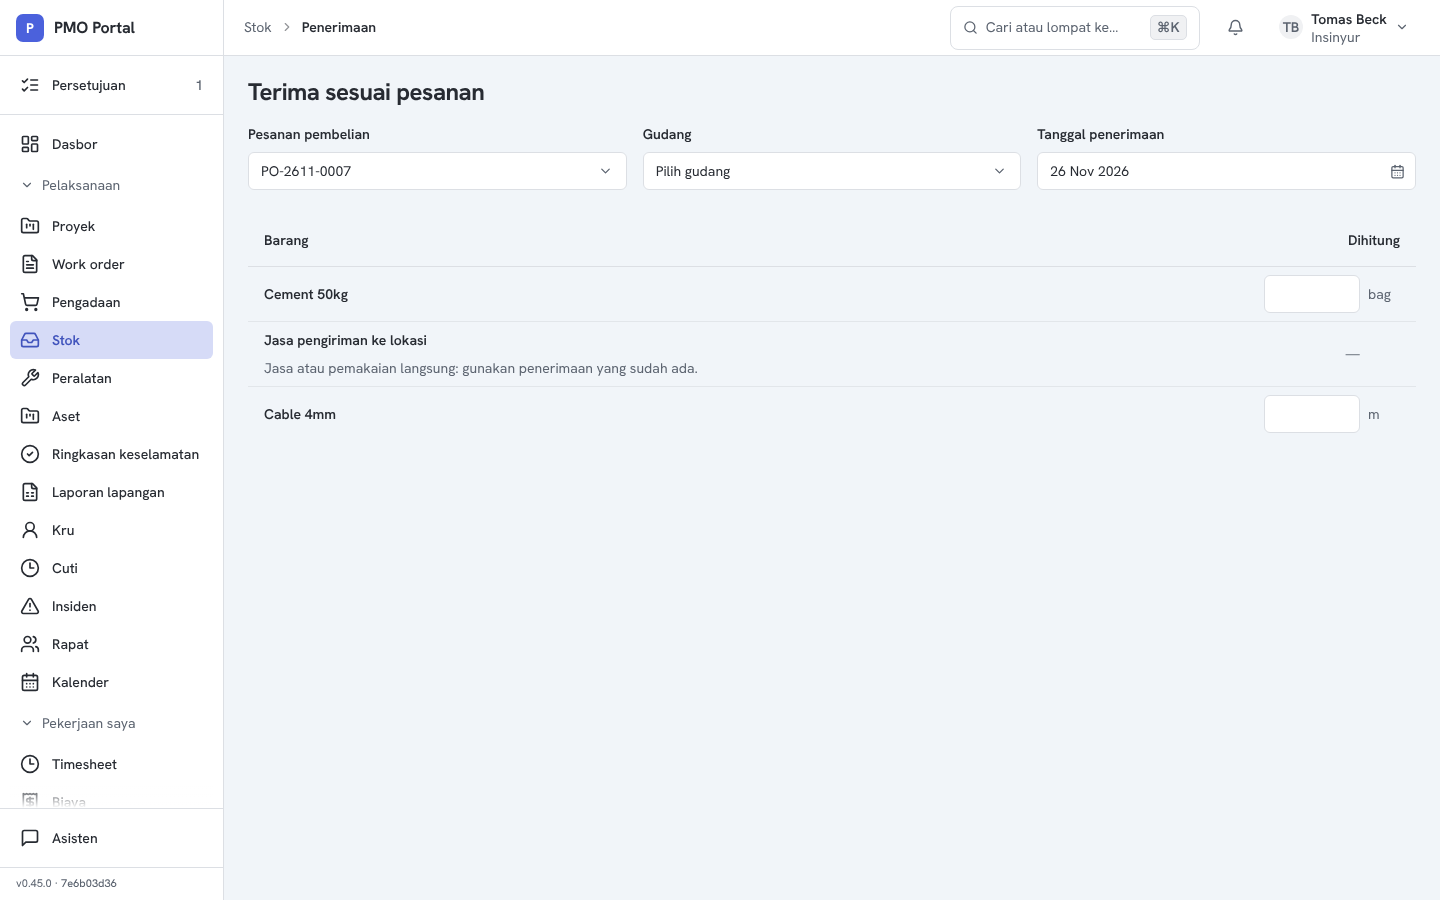 P
PMO Portal
Stok
Penerimaan
Cari atau lompat ke...
⌘K
TB
Tomas Beck
Insinyur
Persetujuan
1
Dasbor
Pelaksanaan
Proyek
Work order
Pengadaan
Stok
Peralatan
Aset
Ringkasan keselamatan
Laporan lapangan
Kru
Cuti
Insiden
Rapat
Kalender
Pekerjaan saya
Timesheet
Biaya
Asisten
v0.45.0 · 7e6b03d36
Terima sesuai pesanan
Pesanan pembelian
Gudang
Tanggal penerimaan
PO-2611-0007
Pilih gudang
26 Nov 2026
Barang
Dihitung
Cement 50kg
bag
Jasa pengiriman ke lokasi
Jasa atau pemakaian langsung: gunakan penerimaan yang sudah ada.
—
Cable 4mm
m